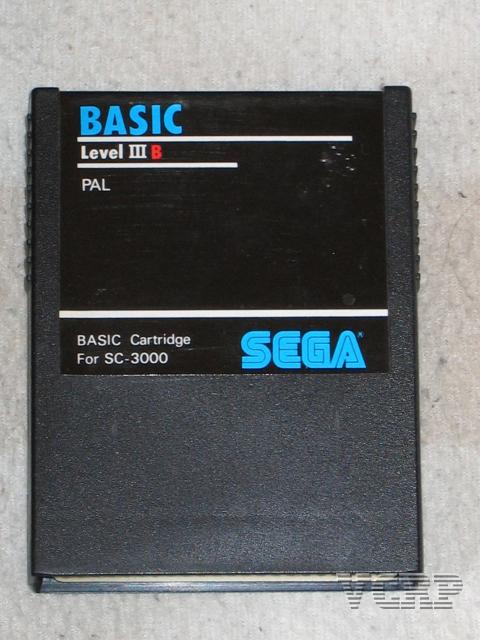 BASIC
Level III B
PAL
BASIC Cartridge
For SC-3000
SEGA
VGRP